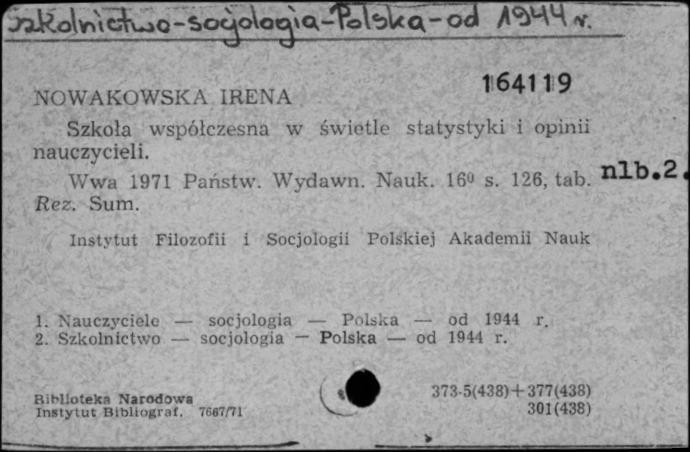 Szkolnictwo-socjologia-Polska-od 1944 r.
164119
NOWAKOWSKA IRENA
Szkoła współczesna w świetle statystyki i opinii
nauczycieli.
Wwa 1971 Państw. Wydawn. Nauk. 16⁰ s. 126, tab. nlb.2.
Rez. Sum.
Instytut Filozofii i Socjologii Polskiej Akademii Nauk
1. Nauczyciele — socjologia — Polska — od 1944 r.
2. Szkolnictwo — socjologia — Polska — od 1944 r.
Biblioteka Narodowa 373.5(438)+377(438)
Instytut Bibliograf. 7667/71 301(438)